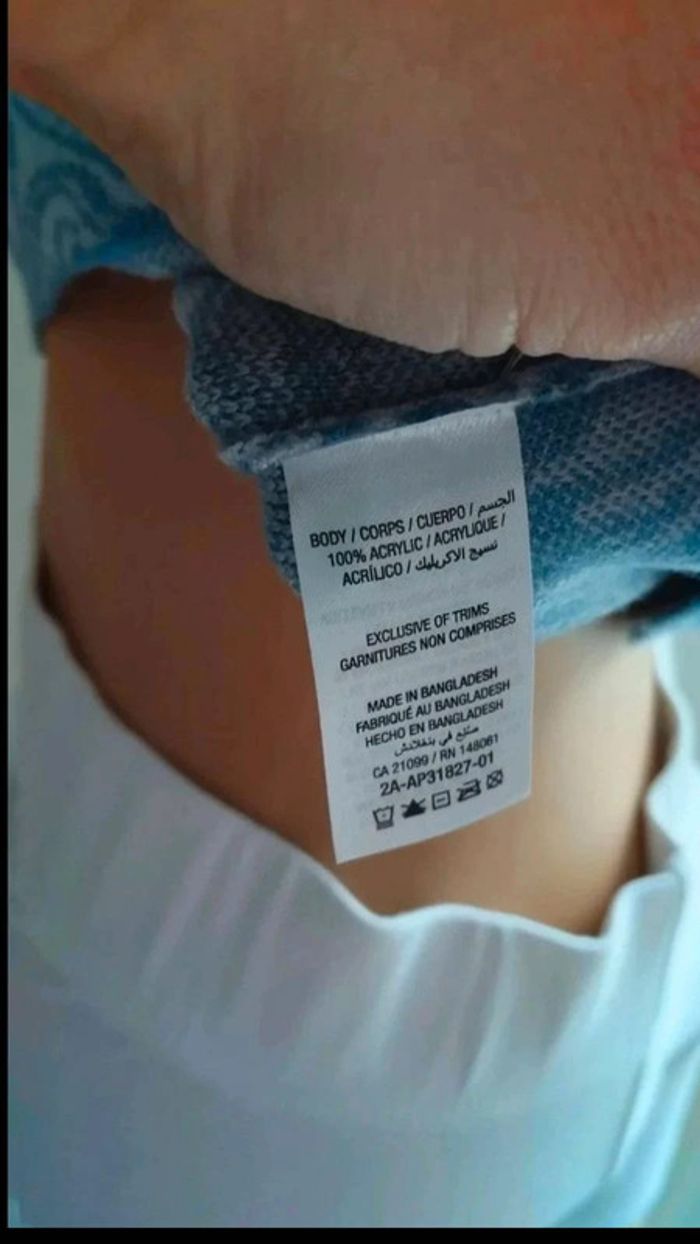 BODY / CORPS / CUERPO / الجسم
100% ACRYLIC / ACRYLIQUE /
ACRÍLICO / نسيج الاكريليك
EXCLUSIVE OF TRIMS
GARNITURES NON COMPRISES
MADE IN BANGLADESH
FABRIQUÉ AU BANGLADESH
HECHO EN BANGLADESH
صنع في بنغلادش
CA 21099 / RN 148061
2A-AP31827-01